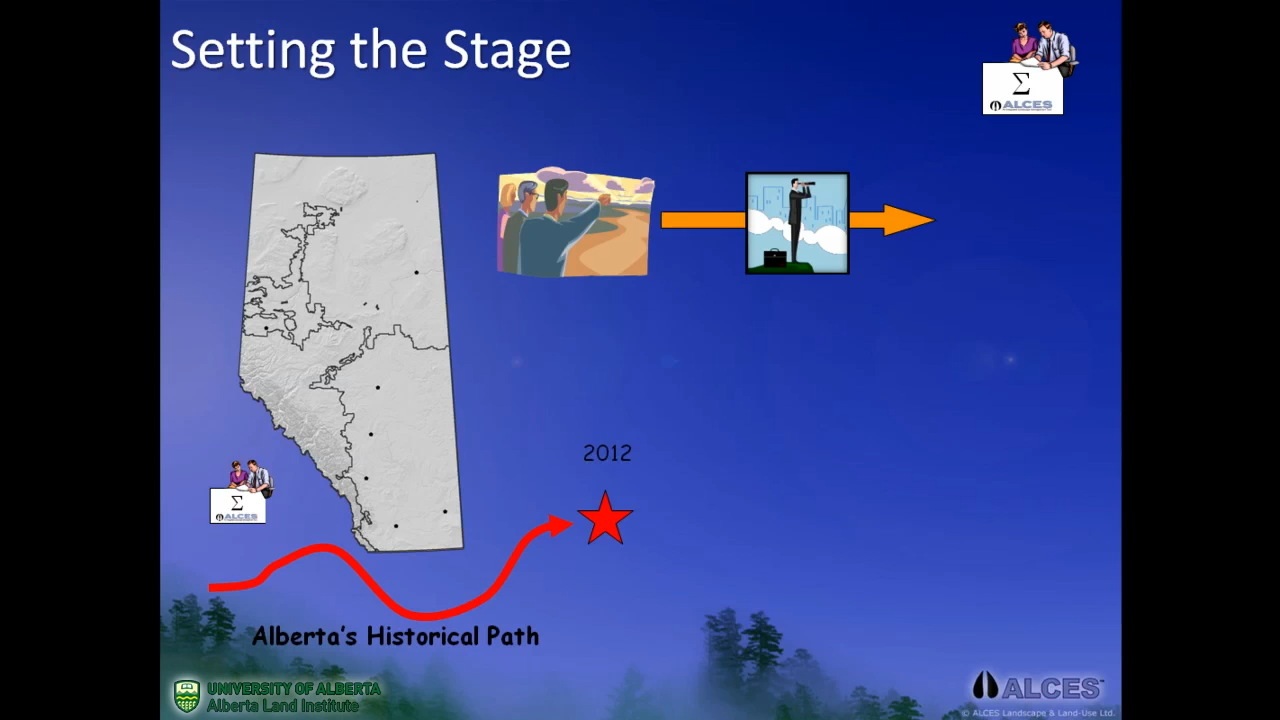 Setting the Stage
Σ
ALCES
2012
Σ
ALCES
Alberta's Historical Path
UNIVERSITY OF ALBERTA
Alberta Land Institute
ALCES™
© ALCES Landscape & Land-Use Ltd.